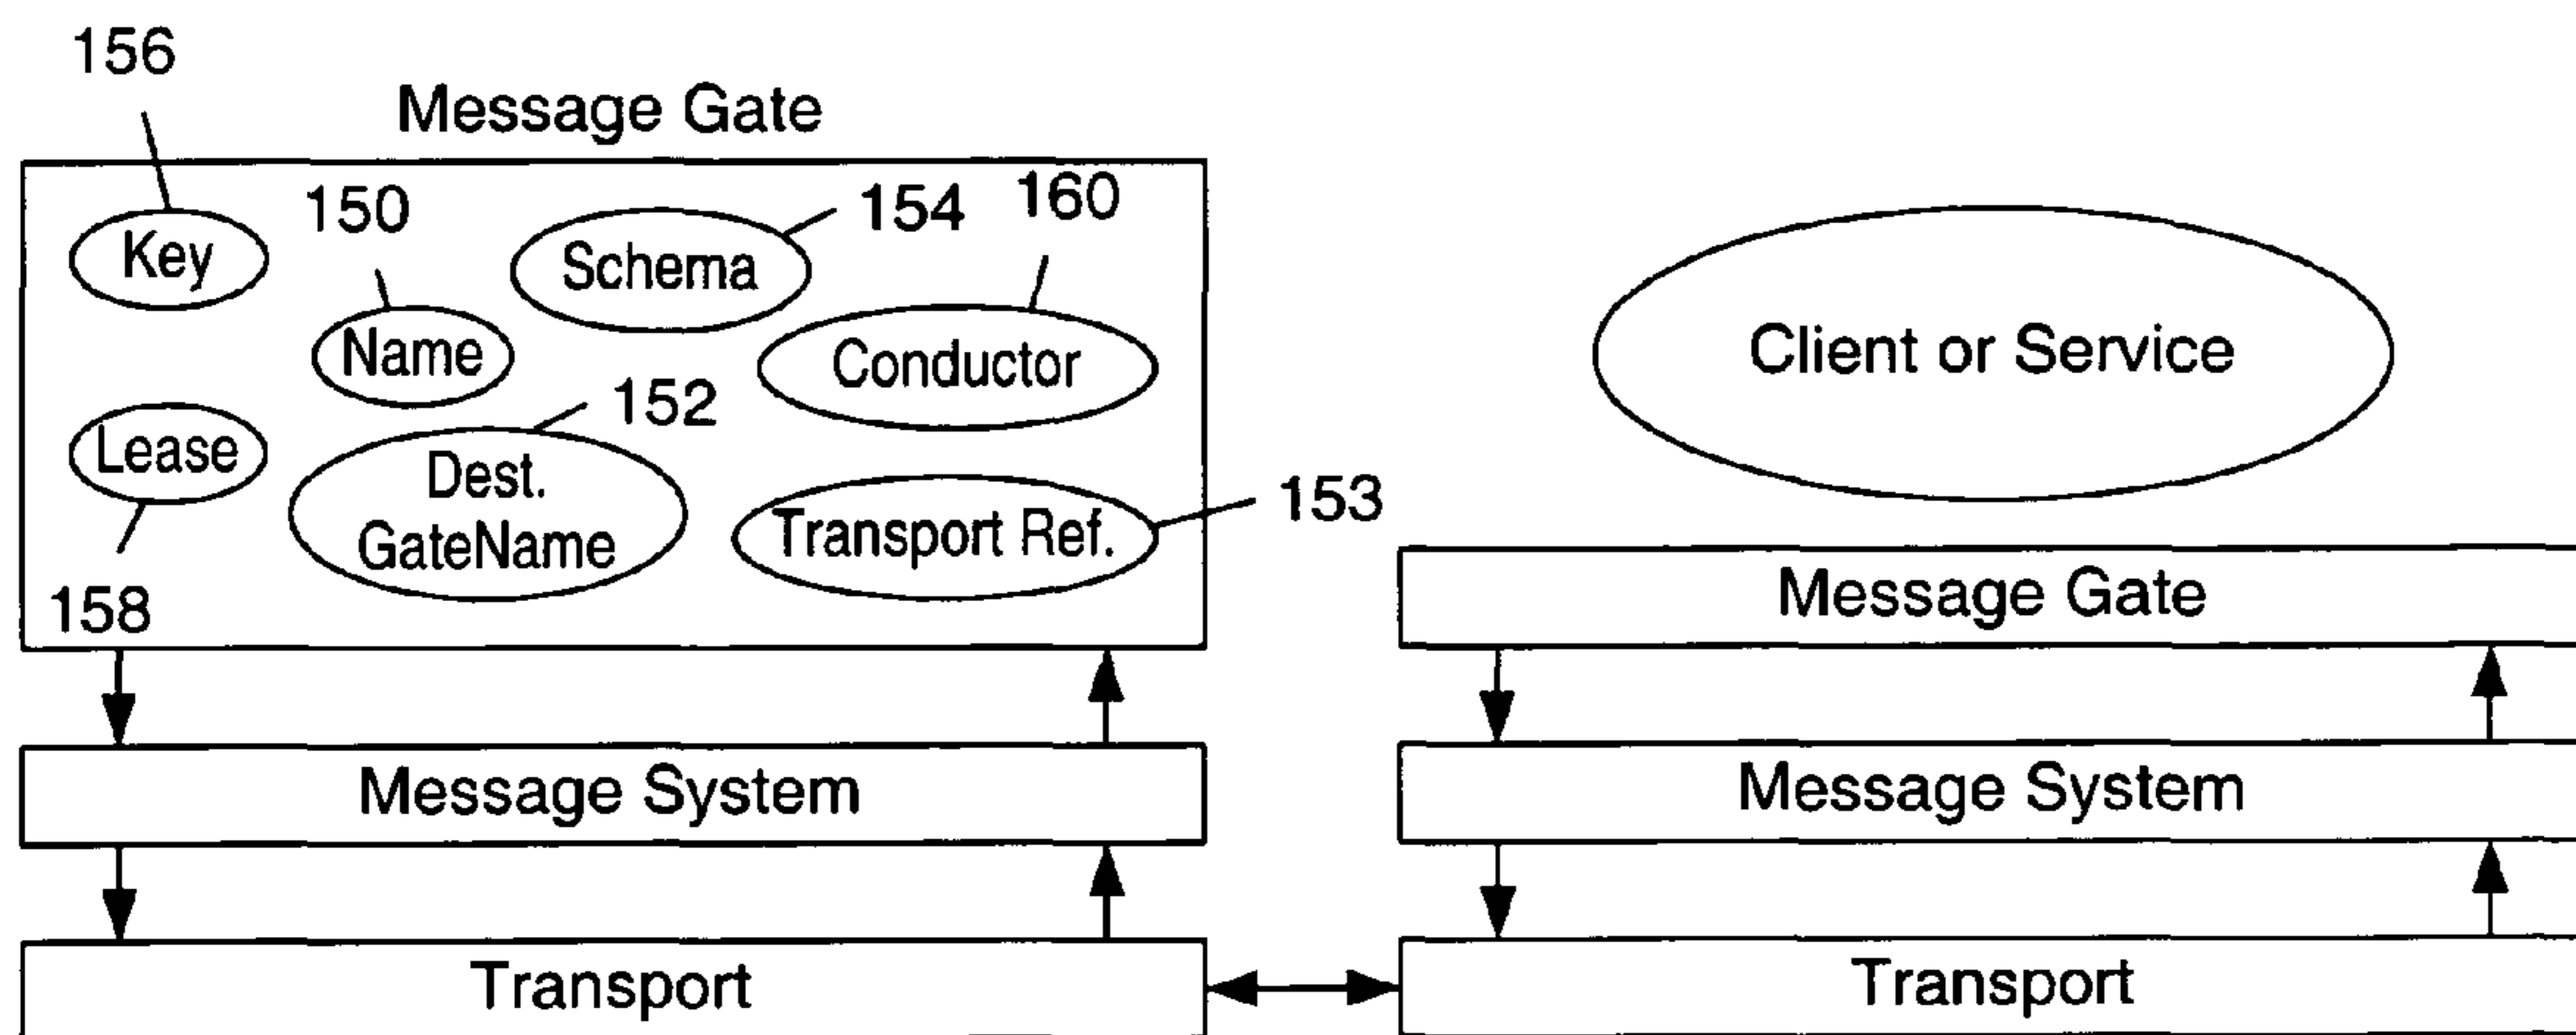 156
Message Gate
150
154
160
Key
Schema
Name
Conductor
Client or Service
152
Lease
Dest.
GateName
Transport Ref.
153
158
Message Gate
Message System
Message System
Transport
Transport